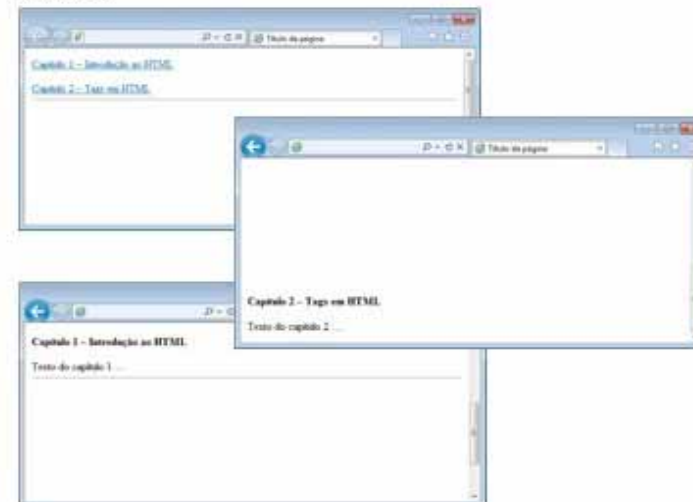 Título da página
Capítulo 1 – Introdução ao HTML
Capítulo 2 – Tags em HTML
Título da página
Capítulo 2 – Tags em HTML
Texto do capítulo 2 ...
Capítulo 1 – Introdução ao HTML
Texto do capítulo 1 ...